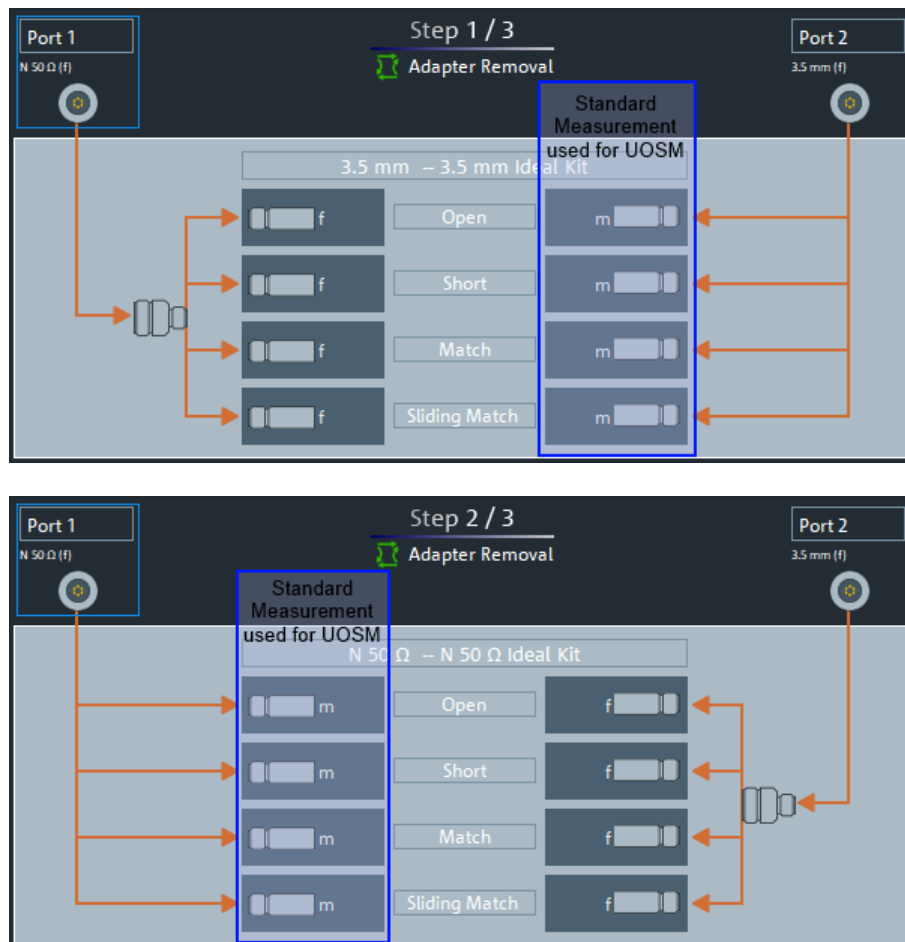 Port 1
Step 1 / 3
Port 2
N 50 Ω (f)
Adapter Removal
3.5 mm (f)
Standard
Measurement
used for UOSM
3.5 mm -- 3.5 mm Ideal Kit
f
Open
m
f
Short
m
f
Match
m
f
Sliding Match
m
Port 1
Step 2 / 3
Port 2
N 50 Ω (f)
Adapter Removal
3.5 mm (f)
Standard
Measurement
used for UOSM
N 50 Ω -- N 50 Ω Ideal Kit
m
Open
f
m
Short
f
m
Match
f
m
Sliding Match
f